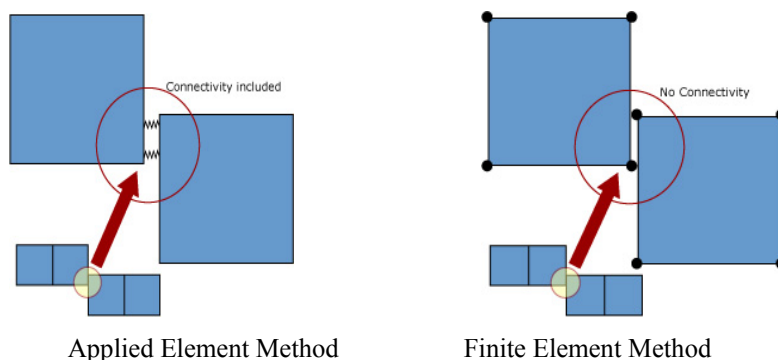 Connectivity included
No Connectivity
Applied Element Method
Finite Element Method